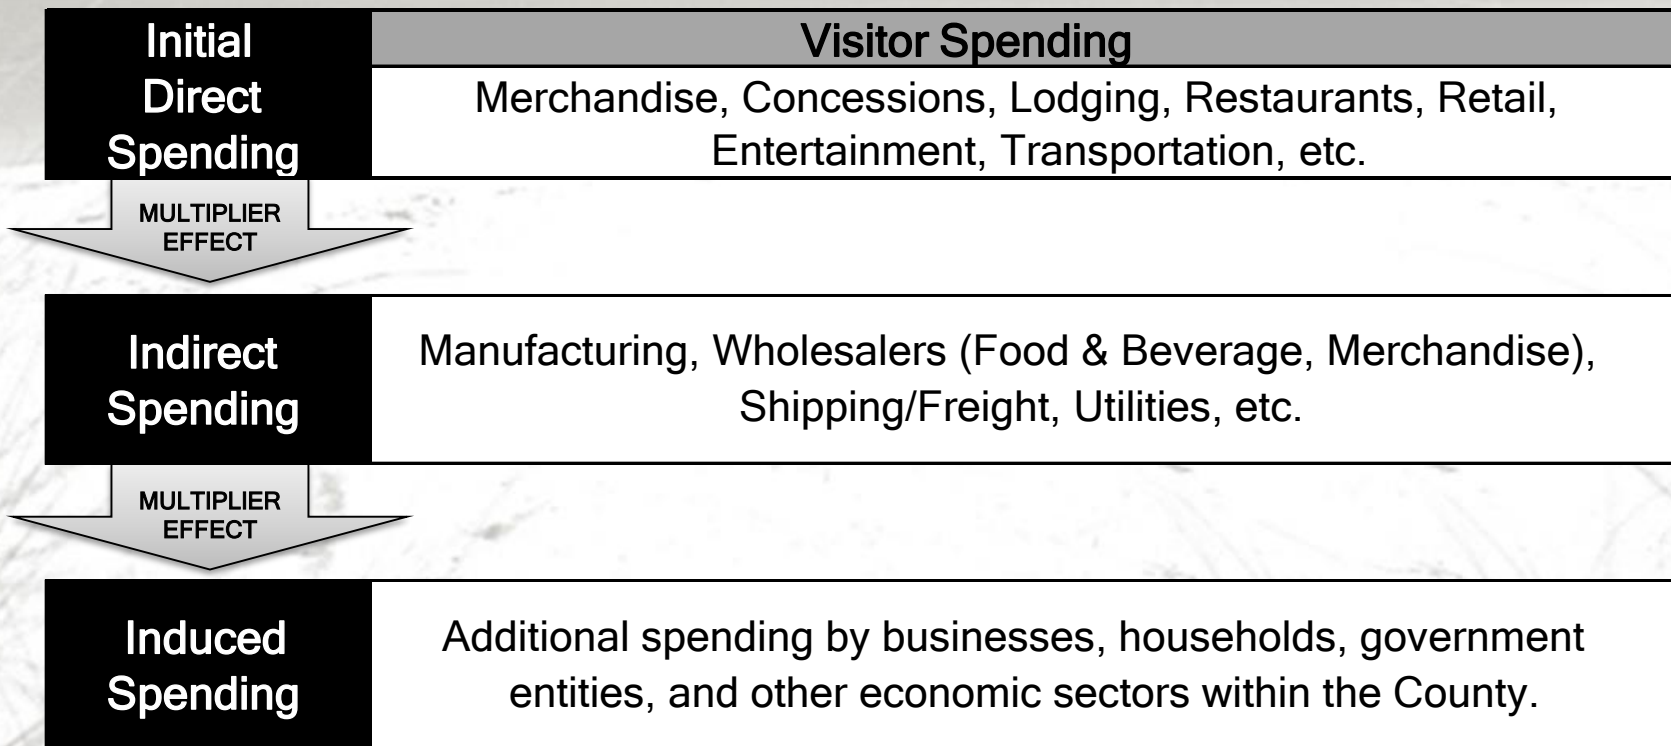 Initial
Direct
Spending
Visitor Spending
Merchandise, Concessions, Lodging, Restaurants, Retail,
Entertainment, Transportation, etc.
MULTIPLIER
EFFECT
Indirect
Spending
Manufacturing, Wholesalers (Food & Beverage, Merchandise),
Shipping/Freight, Utilities, etc.
MULTIPLIER
EFFECT
Induced
Spending
Additional spending by businesses, households, government
entities, and other economic sectors within the County.